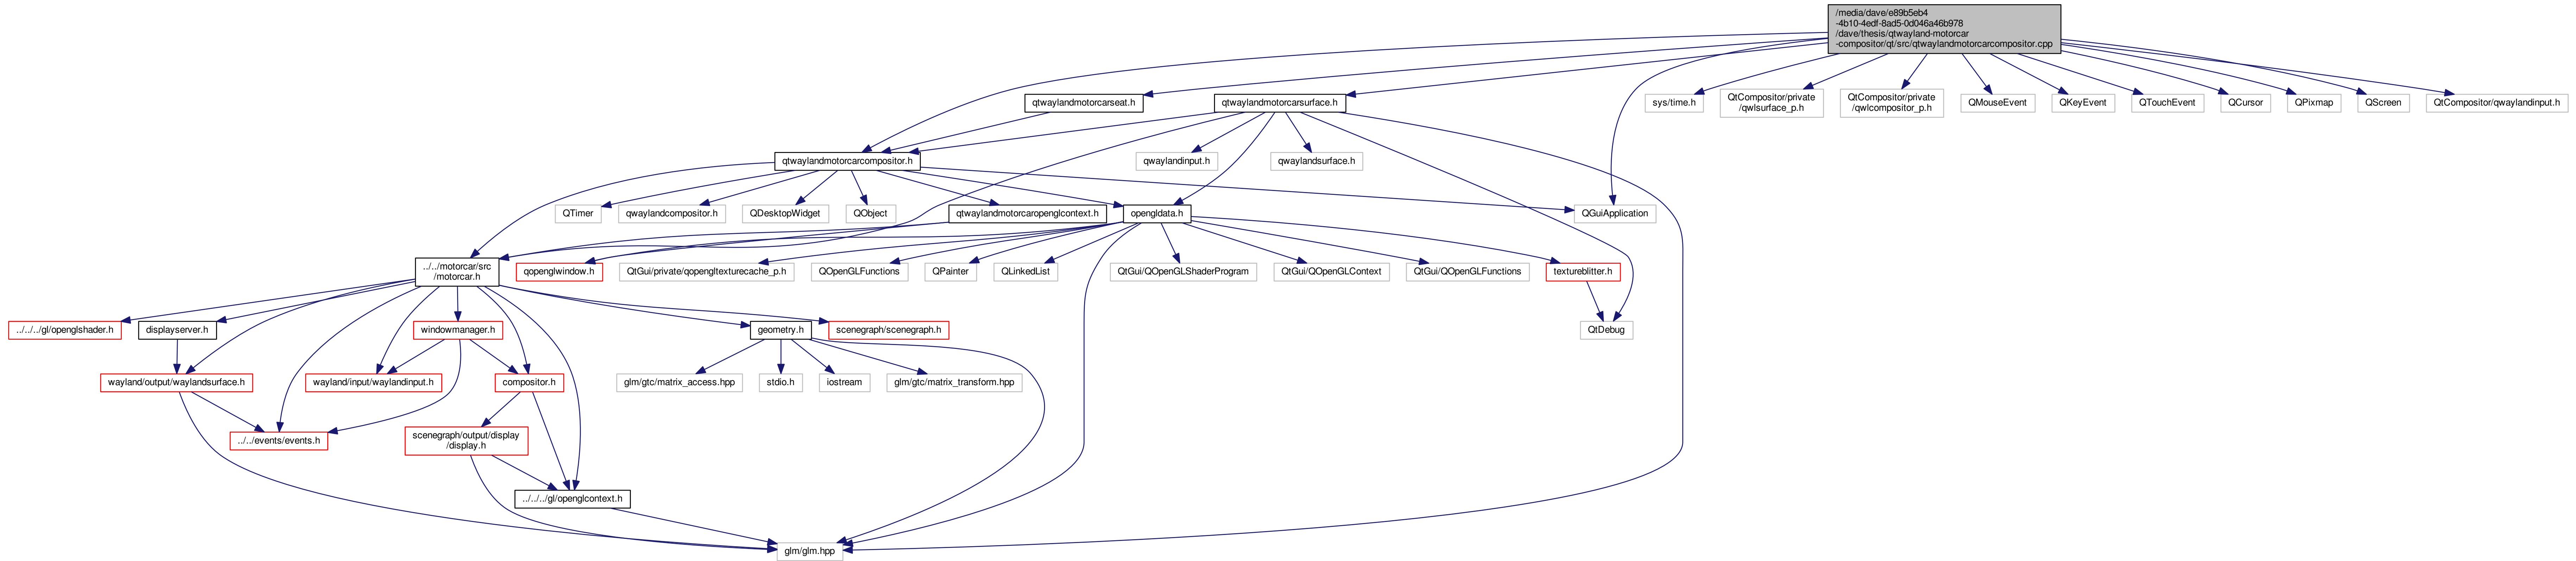 /media/dave/e89b5eb4
-4b10-4edf-8ad5-0d046a46b978
/dave/thesis/qtwayland-motorcar
-compositor/qt/src/qtwaylandmotorcarcompositor.cpp
qtwaylandmotorcarseat.h
qtwaylandmotorcarsurface.h
sys/time.h
QtCompositor/private
/qwlsurface_p.h
QtCompositor/private
/qwlcompositor_p.h
QMouseEvent
QKeyEvent
QTouchEvent
QCursor
QPixmap
QScreen
QtCompositor/qwaylandinput.h
qtwaylandmotorcarcompositor.h
qwaylandinput.h
qwaylandsurface.h
QTimer
qwaylandcompositor.h
QDesktopWidget
QObject
qtwaylandmotorcaropenglcontext.h
opengldata.h
QGuiApplication
../../motorcar/src
/motorcar.h
qopenglwindow.h
QtGui/private/qopengltexturecache_p.h
QOpenGLFunctions
QPainter
QLinkedList
QtGui/QOpenGLShaderProgram
QtGui/QOpenGLContext
QtGui/QOpenGLFunctions
textureblitter.h
../../../gl/openglshader.h
displayserver.h
windowmanager.h
geometry.h
scenegraph/scenegraph.h
QtDebug
wayland/output/waylandsurface.h
wayland/input/waylandinput.h
compositor.h
glm/gtc/matrix_access.hpp
stdio.h
iostream
glm/gtc/matrix_transform.hpp
../../events/events.h
scenegraph/output/display
/display.h
../../../gl/openglcontext.h
glm/glm.hpp